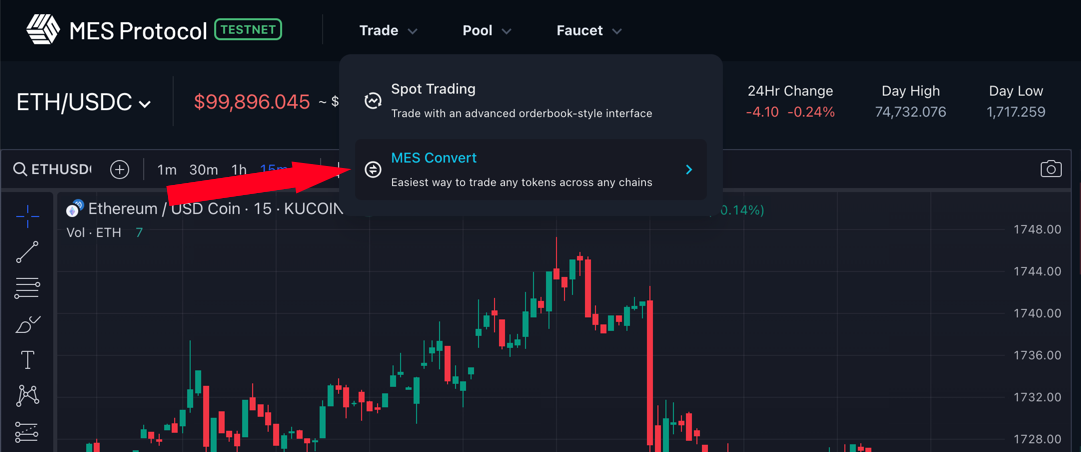 MES Protocol TESTNET Trade Pool Faucet
Spot Trading
Trade with an advanced orderbook-style interface
MES Convert
Easiest way to trade any tokens across any chains
ETH/USDC $99,896.045 ~ $
24Hr Change Day High Day Low
-4.10 -0.24% 74,732.076 1,717.259
ETHUSD 1m 30m 1h 15m
Ethereum / USD Coin · 15 · KUCOIN 0.14%)
Vol · ETH 7
1748.00
1744.00
1740.00
1736.00
1732.00
1728.00